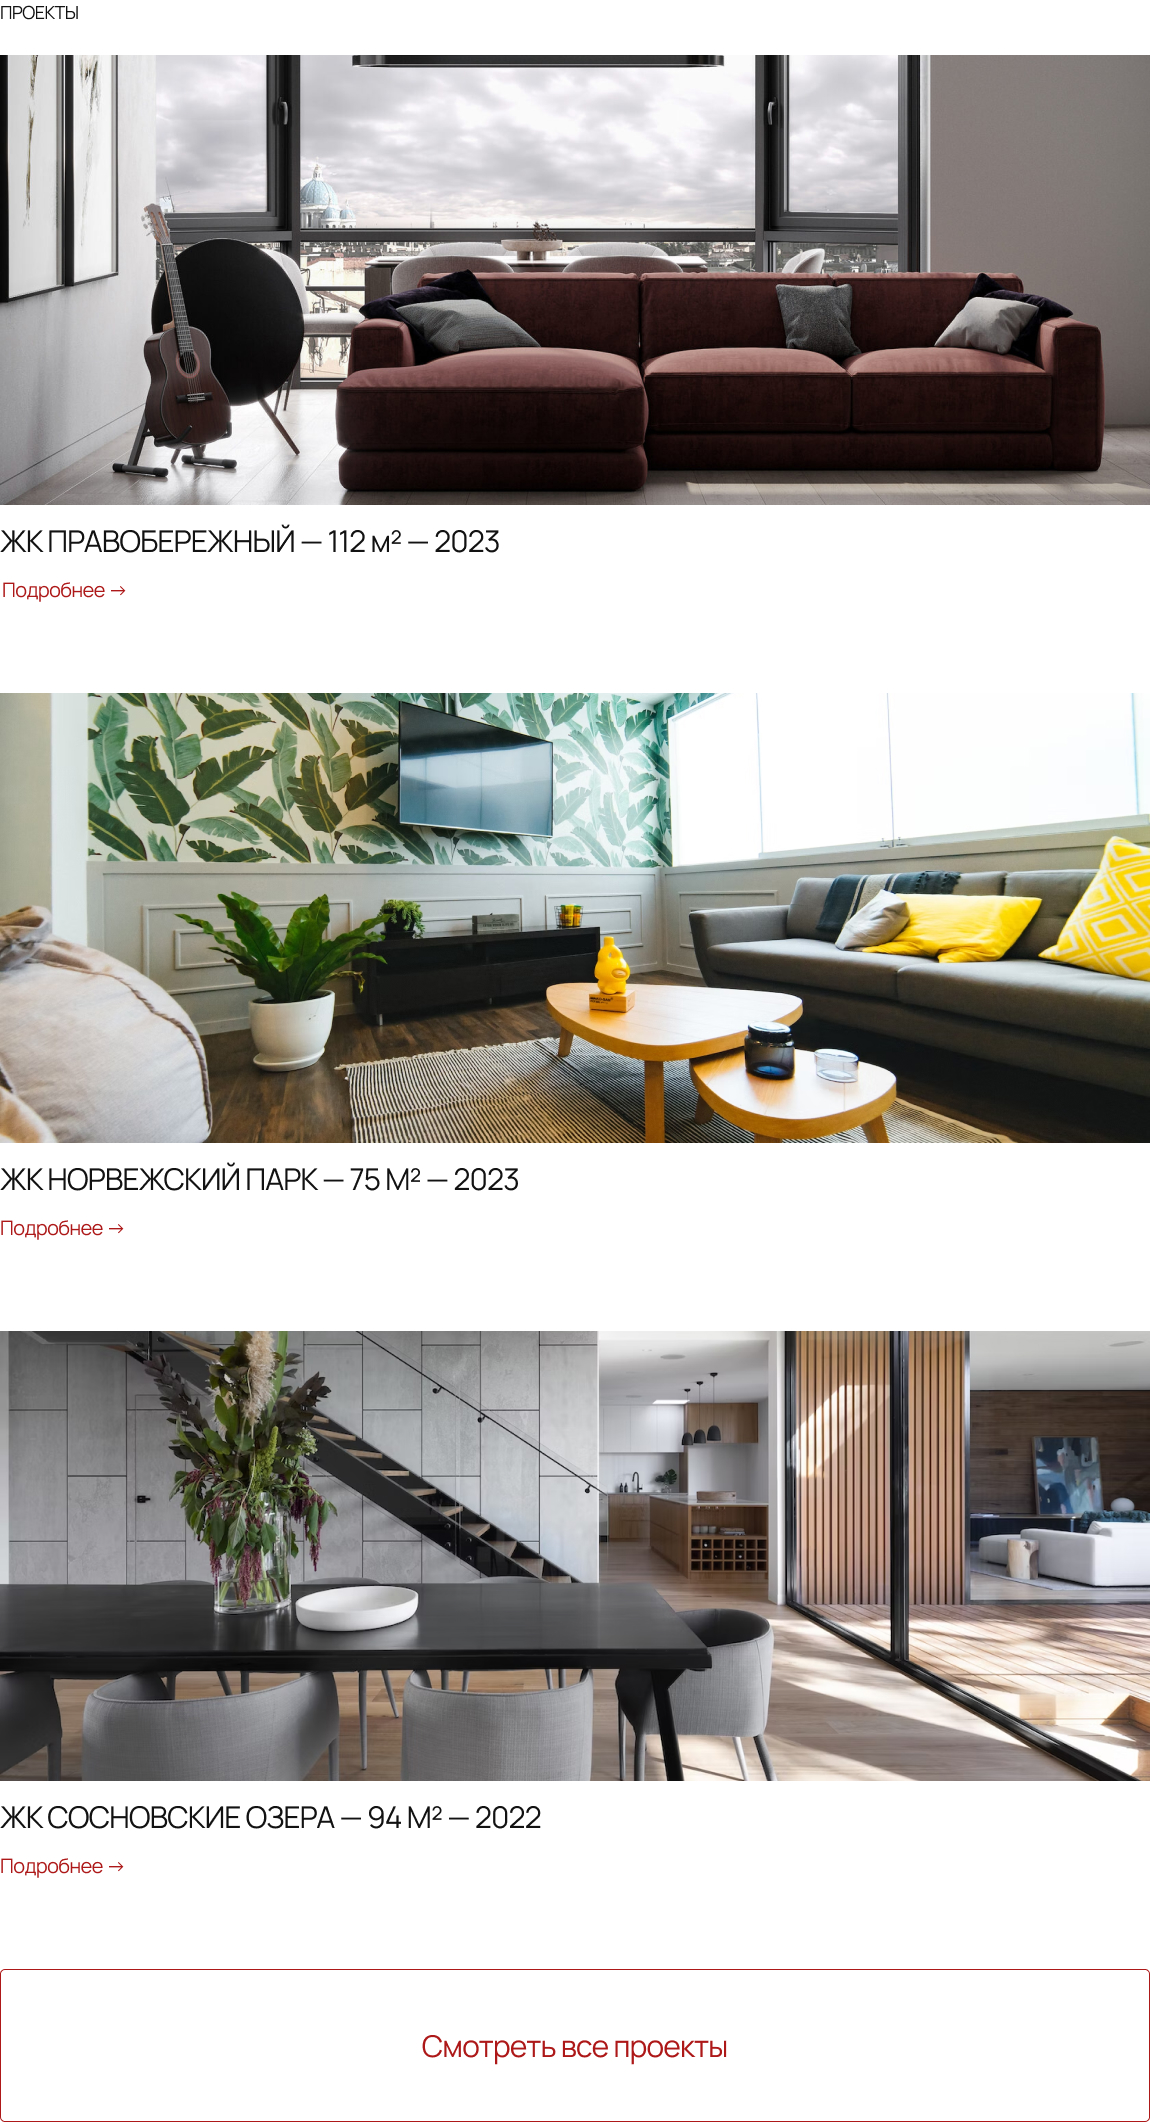 ПРОЕКТЫ
ЖК ПРАВОБЕРЕЖНЫЙ — 112 м² — 2023
Подробнее →
ЖК НОРВЕЖСКИЙ ПАРК — 75 М² — 2023
Подробнее →
ЖК СОСНОВСКИЕ ОЗЕРА — 94 М² — 2022
Подробнее →
Смотреть все проекты